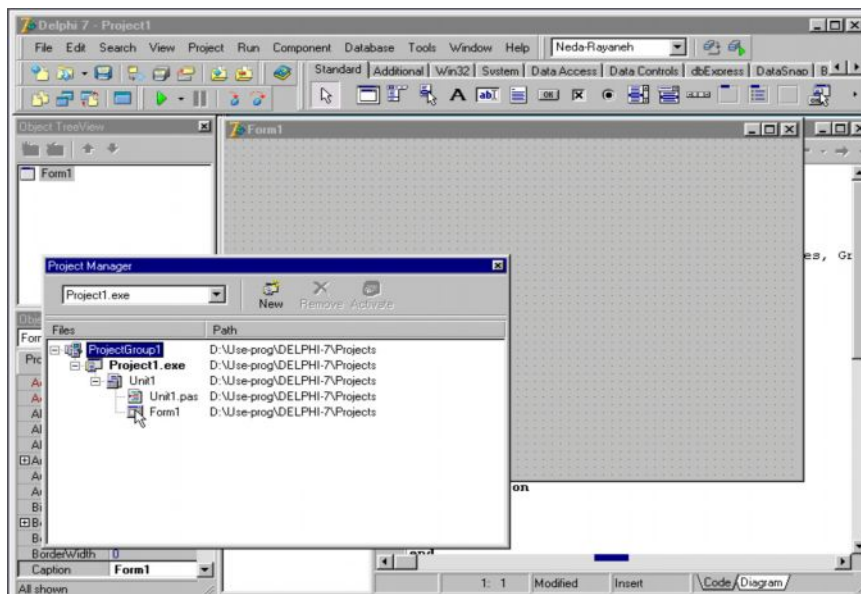 Delphi 7 - Project1
File Edit Search View Project Run Component Database Tools Window Help Neda-Rayaneh
Standard Additional Win32 System Data Access Data Controls dbExpress DataSnap B
Object TreeView
Form1
Form1
es, Gr
Project Manager
Project1.exe
New Remove Activate
Files Path
ProjectGroup1 D:\Use-prog\DELPHI-7\Projects
Project1.exe D:\Use-prog\DELPHI-7\Projects
Unit1 D:\Use-prog\DELPHI-7\Projects
Unit1.pas D:\Use-prog\DELPHI-7\Projects
Form1 D:\Use-prog\DELPHI-7\Projects
on
BorderWidth 0
Caption Form1
All shown
end
1: 1 Modified Insert Code Diagram